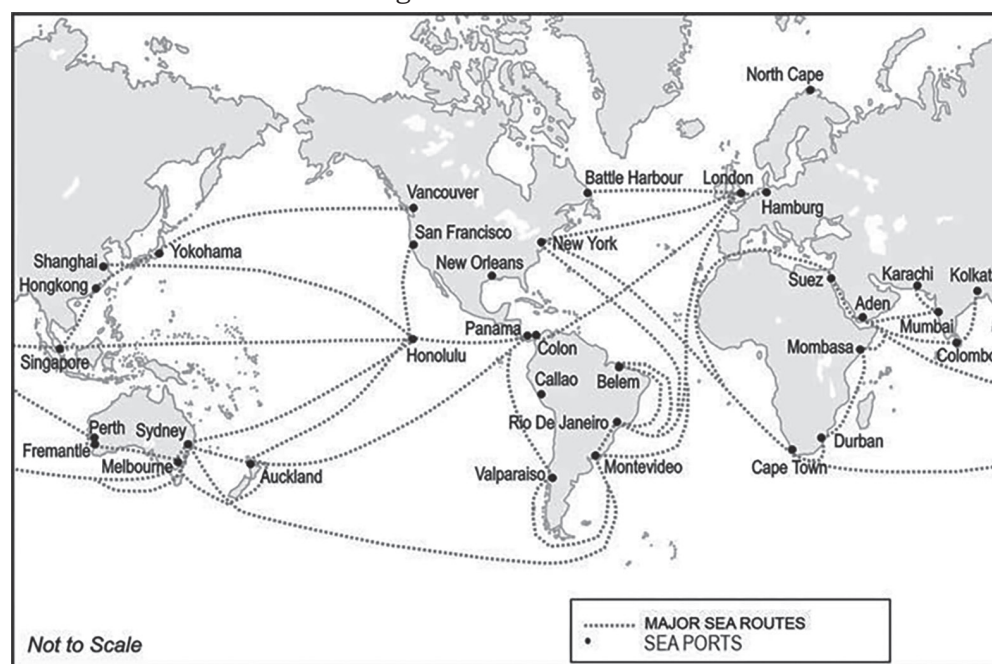 North Cape
Battle Harbour
London
Hamburg
Vancouver
San Francisco
New York
Yokohama
Shanghai
Hongkong
New Orleans
Suez
Karachi
Kolkat
Aden
Mumbai
Panama
Colon
Honolulu
Singapore
Mombasa
Colombo
Callao
Belem
Rio De Janeiro
Perth
Sydney
Fremantle
Melbourne
Auckland
Valparaiso
Montevideo
Durban
Cape Town
MAJOR SEA ROUTES
SEA PORTS
Not to Scale